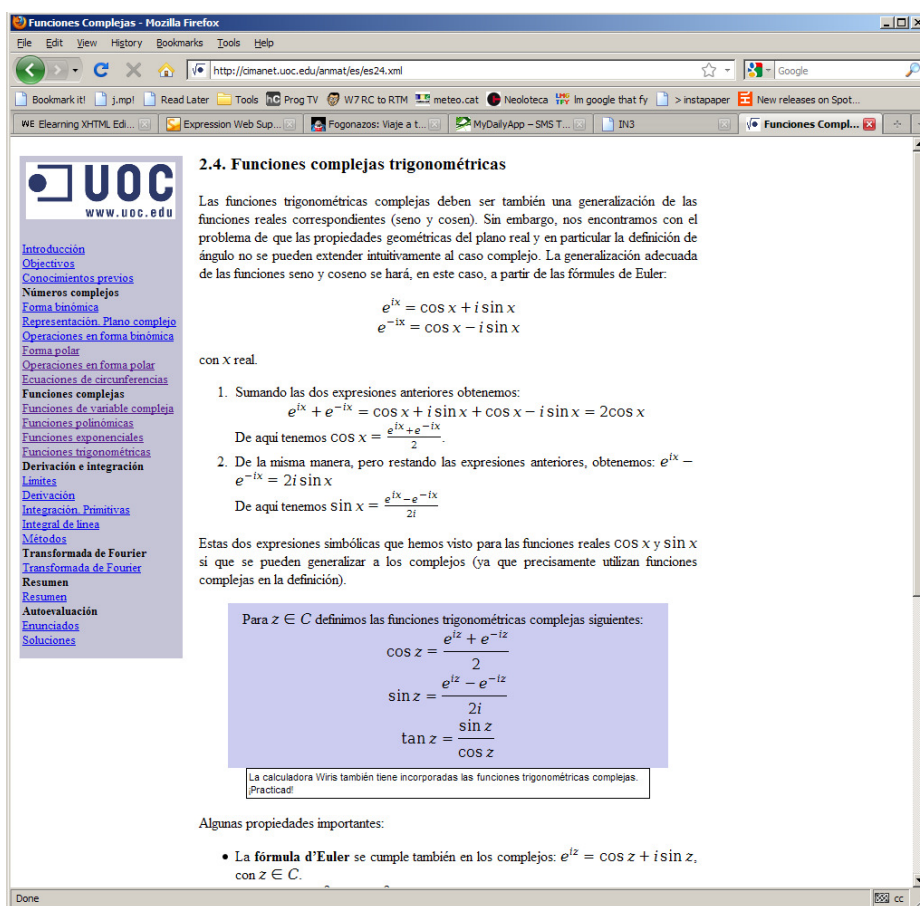 Funciones Complejas - Mozilla Firefox
File Edit View History Bookmarks Tools Help
http://cimanet.uoc.edu/anmat/es/es24.xml
Google
Bookmark it! j.mp! Read Later Tools Prog TV W7 RC to RTM meteo.cat Neoloteca Im google that fy > instapaper New releases on Spot...
WE Elearning XHTML Edi... Expression Web Sup... Fogonazos: Viaje a t... MyDailyApp – SMS T... IN3 Funciones Compl...
UOC
www.uoc.edu
Introducción
Objectivos
Conocimientos previos
Números complejos
Forma binómica
Representación. Plano complejo
Operaciones en forma binómica
Forma polar
Operaciones en forma polar
Ecuaciones de circunferencias
Funciones complejas
Funciones de variable compleja
Funciones polinómicas
Funciones exponenciales
Funciones trigonométricas
Derivación e integración
Limites
Derivación
Integración. Primitivas
Integral de linea
Métodos
Transformada de Fourier
Transformada de Fourier
Resumen
Resumen
Autoevaluación
Enunciados
Soluciones
2.4. Funciones complejas trigonométricas
Las funciones trigonométricas complejas deben ser también una generalización de las
funciones reales correspondientes (seno y cosen). Sin embargo, nos encontramos con el
problema de que las propiedades geométricas del plano real y en particular la definición de
ángulo no se pueden extender intuitivamente al caso complejo. La generalización adecuada
de las funciones seno y coseno se hará, en este caso, a partir de las fórmules de Euler:
e^{ix} = cos x + i sin x
e^{-ix} = cos x − i sin x
con x real.
1. Sumando las dos expresiones anteriores obtenemos:
e^{ix} + e^{−ix} = cos x + i sin x + cos x − i sin x = 2cos x
De aqui tenemos cos x = \frac{e^{ix}+e^{−ix}}{2}.
2. De la misma manera, pero restando las expresiones anteriores, obtenemos: e^{ix} −
e^{−ix} = 2i sin x
De aqui tenemos sin x = \frac{e^{ix}−e^{−ix}}{2i}
Estas dos expresiones simbólicas que hemos visto para las funciones reales cos x y sin x
si que se pueden generalizar a los complejos (ya que precisamente utilizan funciones
complejas en la definición).
Para z ∈ C definimos las funciones trigonométricas complejas siguientes:
cos z = \frac{e^{iz} + e^{−iz}}{2}
sin z = \frac{e^{iz} − e^{−iz}}{2i}
tan z = \frac{sin z}{cos z}
La calculadora Wiris también tiene incorporadas las funciones trigonométricas complejas.
¡Practicad!
Algunas propiedades importantes:
• La fórmula d'Euler se cumple también en los complejos: e^{iz} = cos z + i sin z,
con z ∈ C.
Done
cc